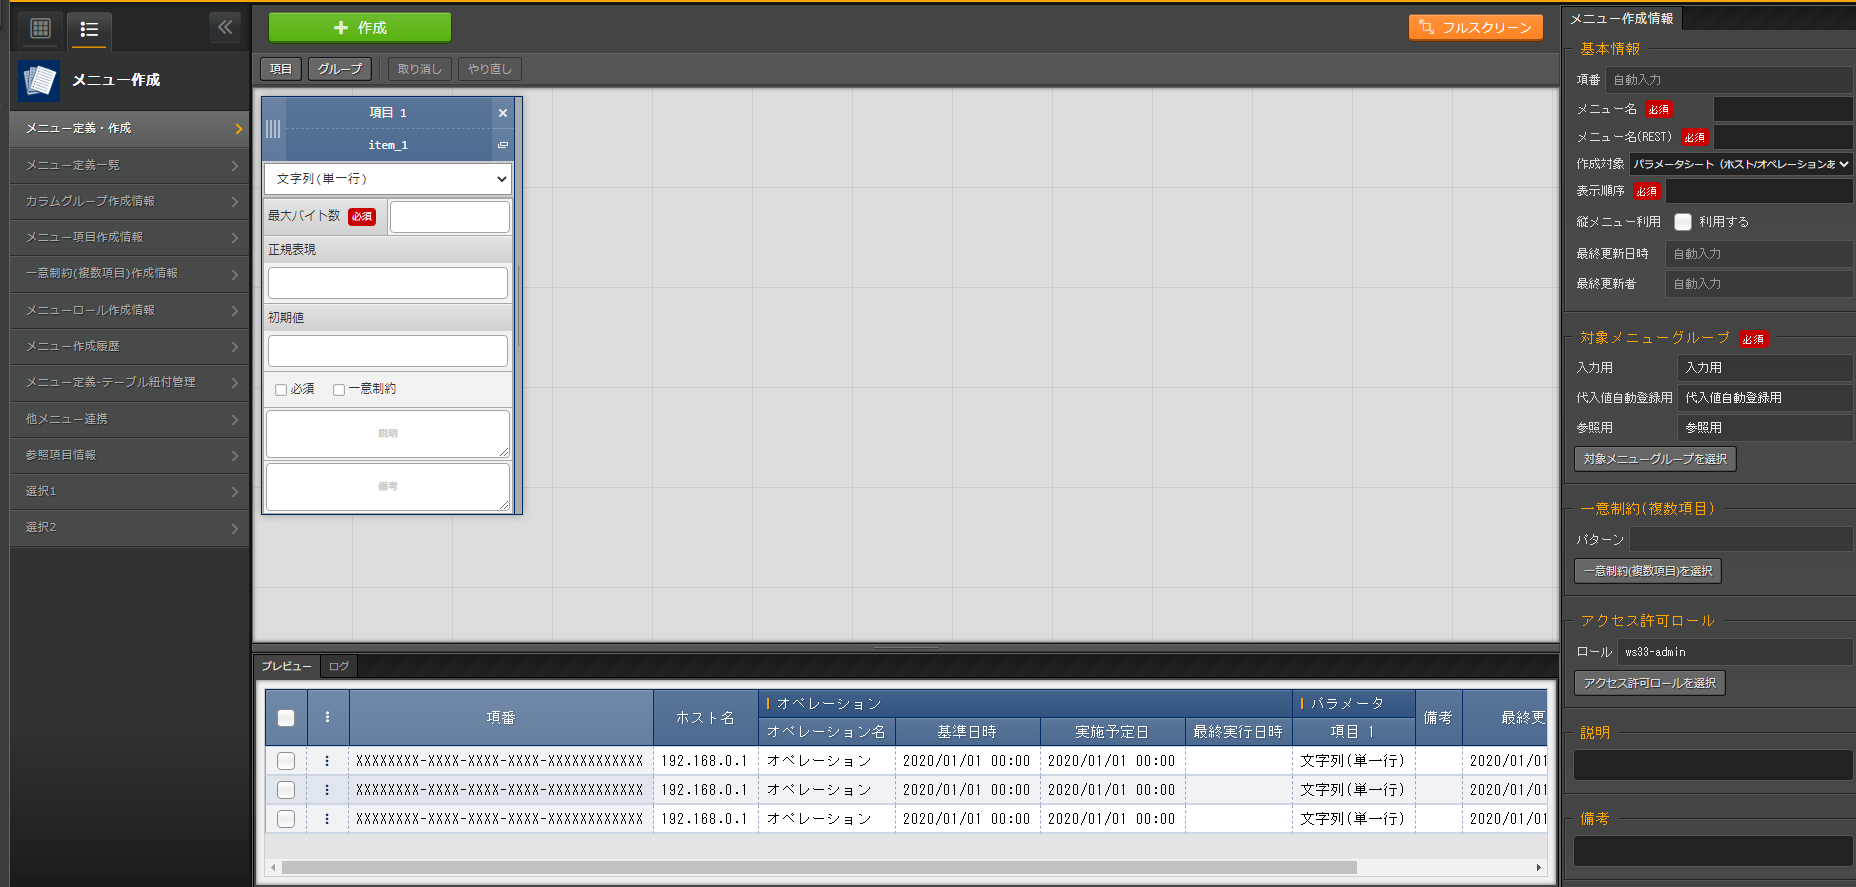 メニュー作成
メニュー定義・作成
メニュー定義一覧
カラムグループ作成情報
メニュー項目作成情報
一意制約(複数項目)作成情報
メニューロール作成情報
メニュー作成履歴
メニュー定義-テーブル紐付管理
他メニュー連携
参照項目情報
選択1
選択2
作成
フルスクリーン
項目 グループ 取り消し やり直し
項目 1
item_1
文字列(単一行)
最大バイト数 必須
正規表現
初期値
必須 一意制約
説明
備考
プレビュー ログ
項番 ホスト名 オペレーション パラメータ 備考 最終更
オペレーション名 基準日時 実施予定日 最終実行日時 項目 1
XXXXXXXX-XXXX-XXXX-XXXX-XXXXXXXXXXXX 192.168.0.1 オペレーション 2020/01/01 00:00 2020/01/01 00:00 文字列(単一行) 2020/01/01
XXXXXXXX-XXXX-XXXX-XXXX-XXXXXXXXXXXX 192.168.0.1 オペレーション 2020/01/01 00:00 2020/01/01 00:00 文字列(単一行) 2020/01/01
XXXXXXXX-XXXX-XXXX-XXXX-XXXXXXXXXXXX 192.168.0.1 オペレーション 2020/01/01 00:00 2020/01/01 00:00 文字列(単一行) 2020/01/01
メニュー作成情報
基本情報
項番 自動入力
メニュー名 必須
メニュー名(REST) 必須
作成対象 パラメータシート（ホスト/オペレーションあ
表示順序 必須
縦メニュー利用 利用する
最終更新日時 自動入力
最終更新者 自動入力
対象メニューグループ 必須
入力用 入力用
代入値自動登録用 代入値自動登録用
参照用 参照用
対象メニューグループを選択
一意制約(複数項目)
パターン
一意制約(複数項目)を選択
アクセス許可ロール
ロール ws33-admin
アクセス許可ロールを選択
説明
備考